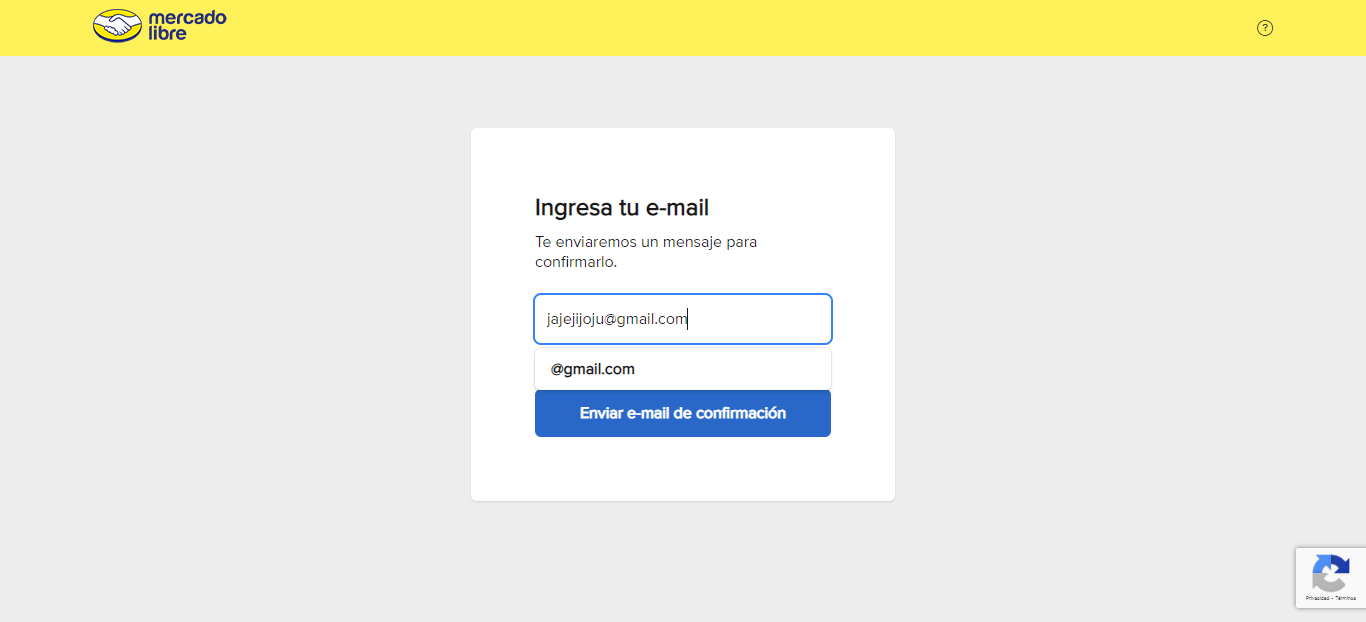 mercado
libre
?
Ingresa tu e-mail
Te enviaremos un mensaje para
confirmarlo.
jajejijoju@gmail.com
@gmail.com
Enviar e-mail de confirmación
Privacidad - Términos